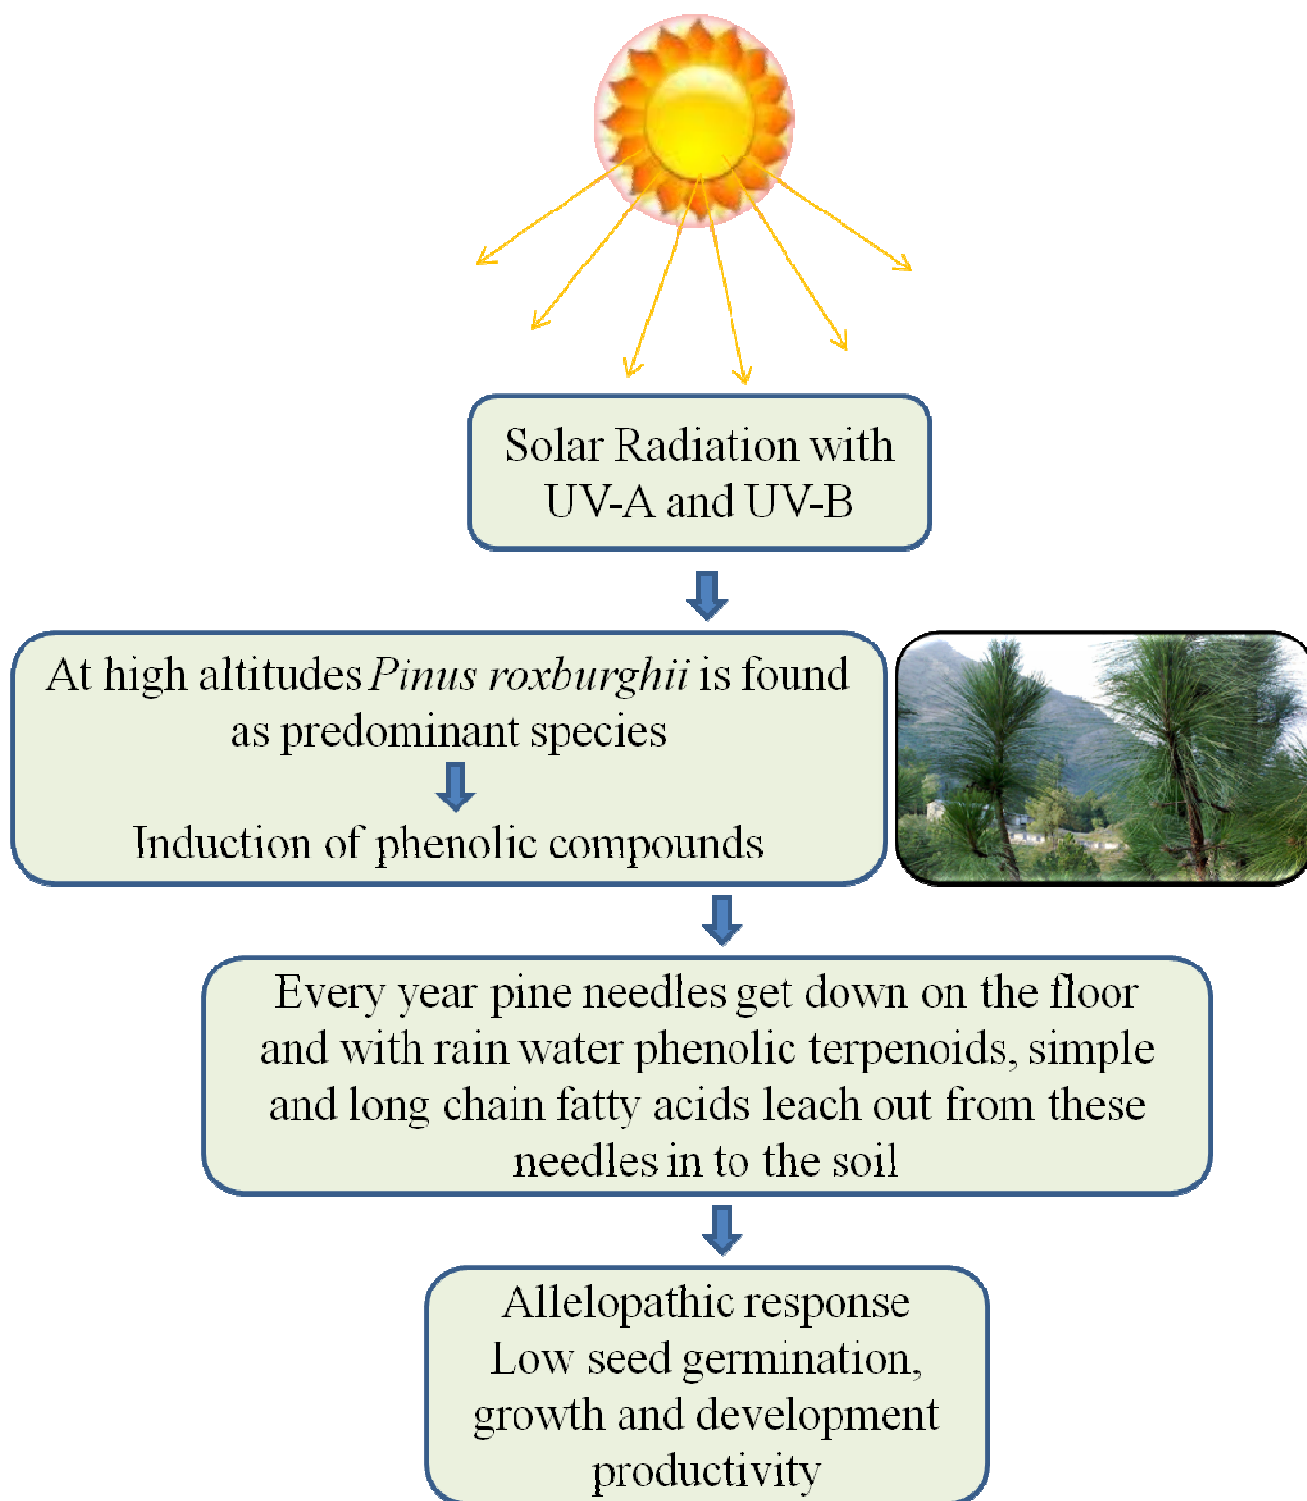 Solar Radiation with
UV-A and UV-B
At high altitudes Pinus roxburghii is found
as predominant species
Induction of phenolic compounds
Every year pine needles get down on the floor
and with rain water phenolic terpenoids, simple
and long chain fatty acids leach out from these
needles in to the soil
Allelopathic response
Low seed germination,
growth and development
productivity